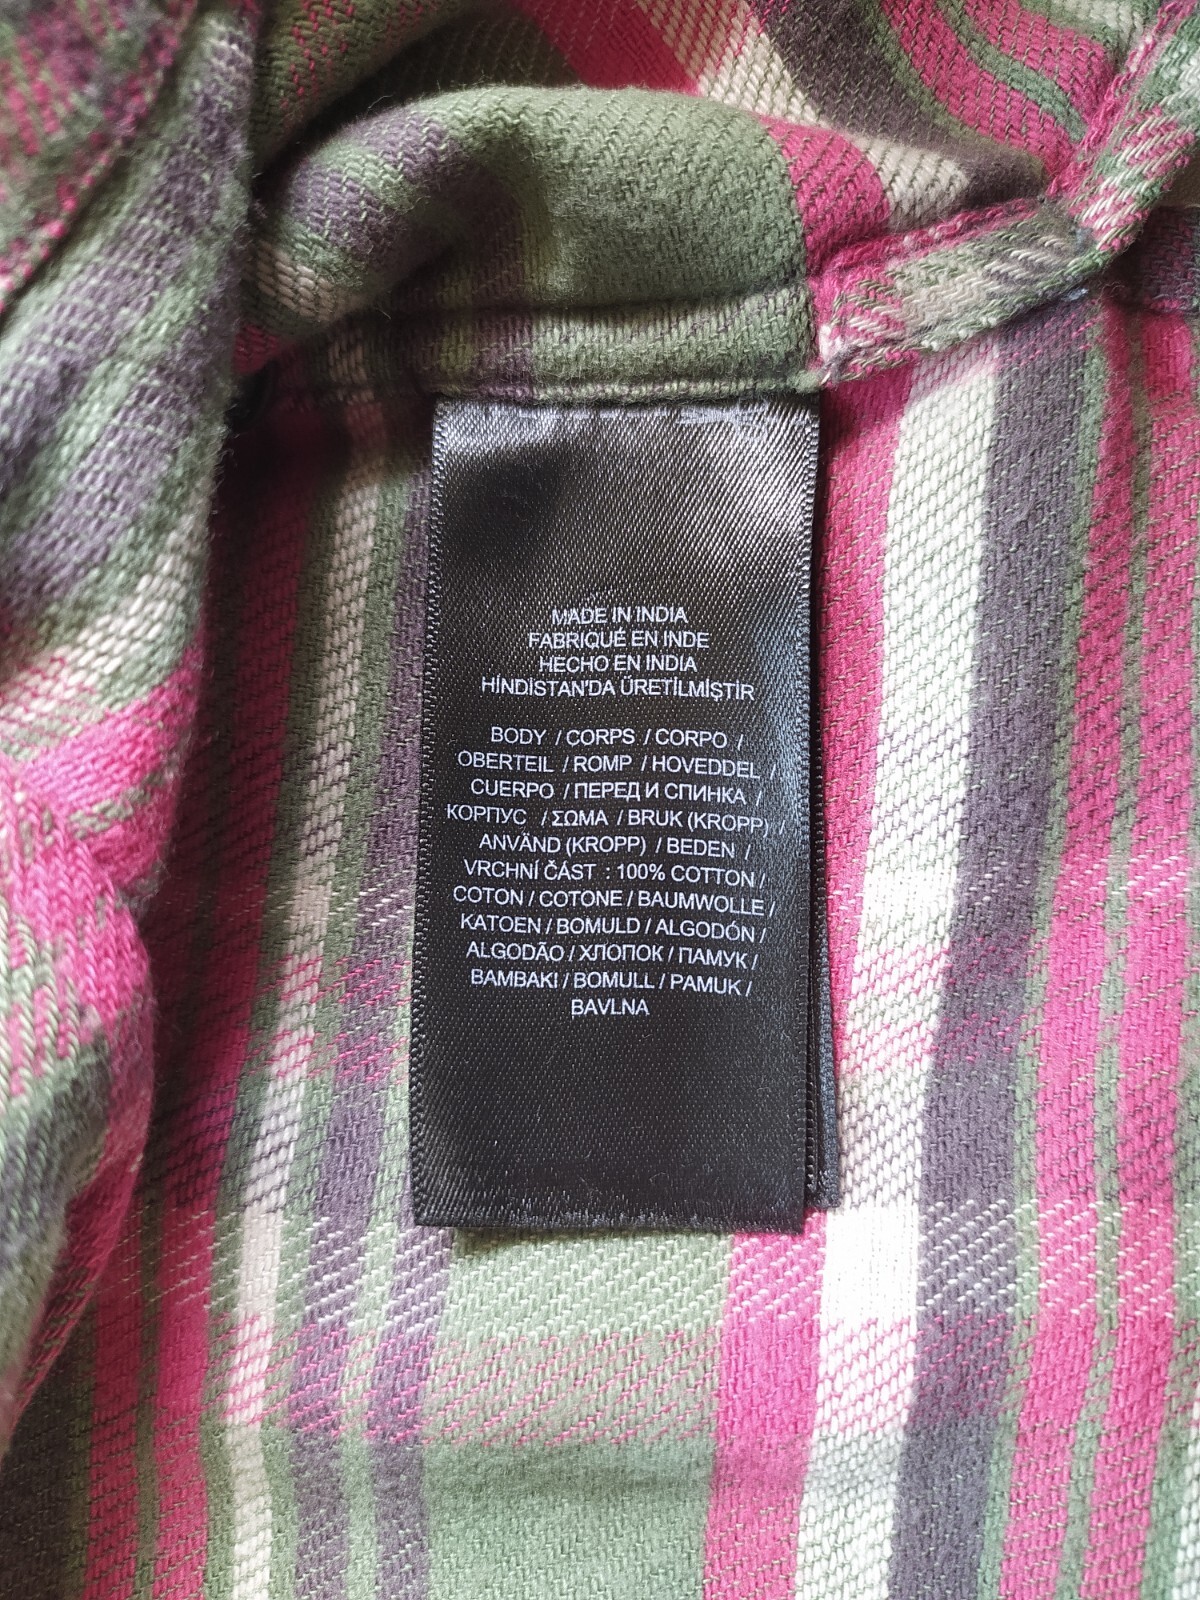 MADE IN INDIA
FABRIQUÉ EN INDE
HECHO EN INDIA
HİNDİSTAN'DA ÜRETİLMİŞTİR
BODY / CORPS / CORPO /
OBERTEIL / ROMP / HOVEDDEL /
CUERPO / ПЕРЕД И СПИНКА /
КОРПУС / ΣΩΜΑ / BRUK (KROPP) /
ANVÄND (KROPP) / BEDEN /
VRCHNÍ ČÁST : 100% COTTON /
COTON / COTONE / BAUMWOLLE /
KATOEN / BOMULD / ALGODÓN /
ALGODÃO / ХЛОПОК / ПАМУК /
BAMBAKI / BOMULL / PAMUK /
BAVLNA